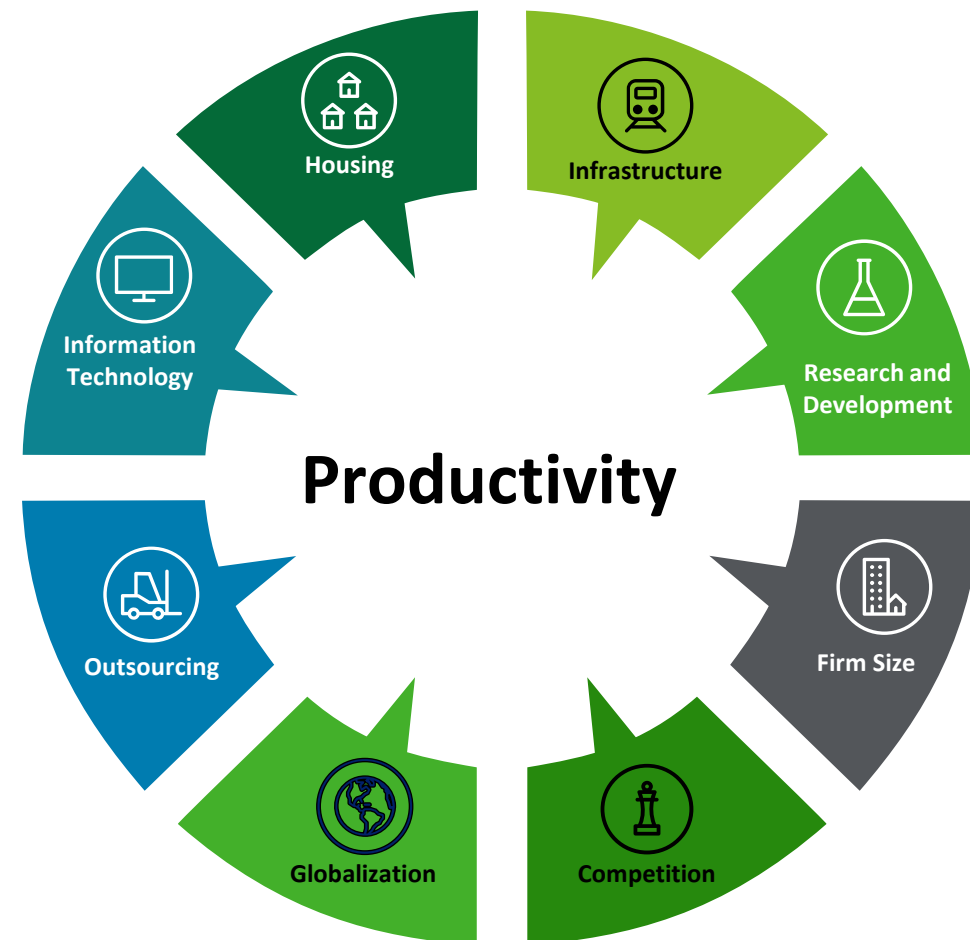 Housing
Infrastructure
Information
Technology
Research and
Development
Productivity
Outsourcing
Firm Size
Globalization
Competition